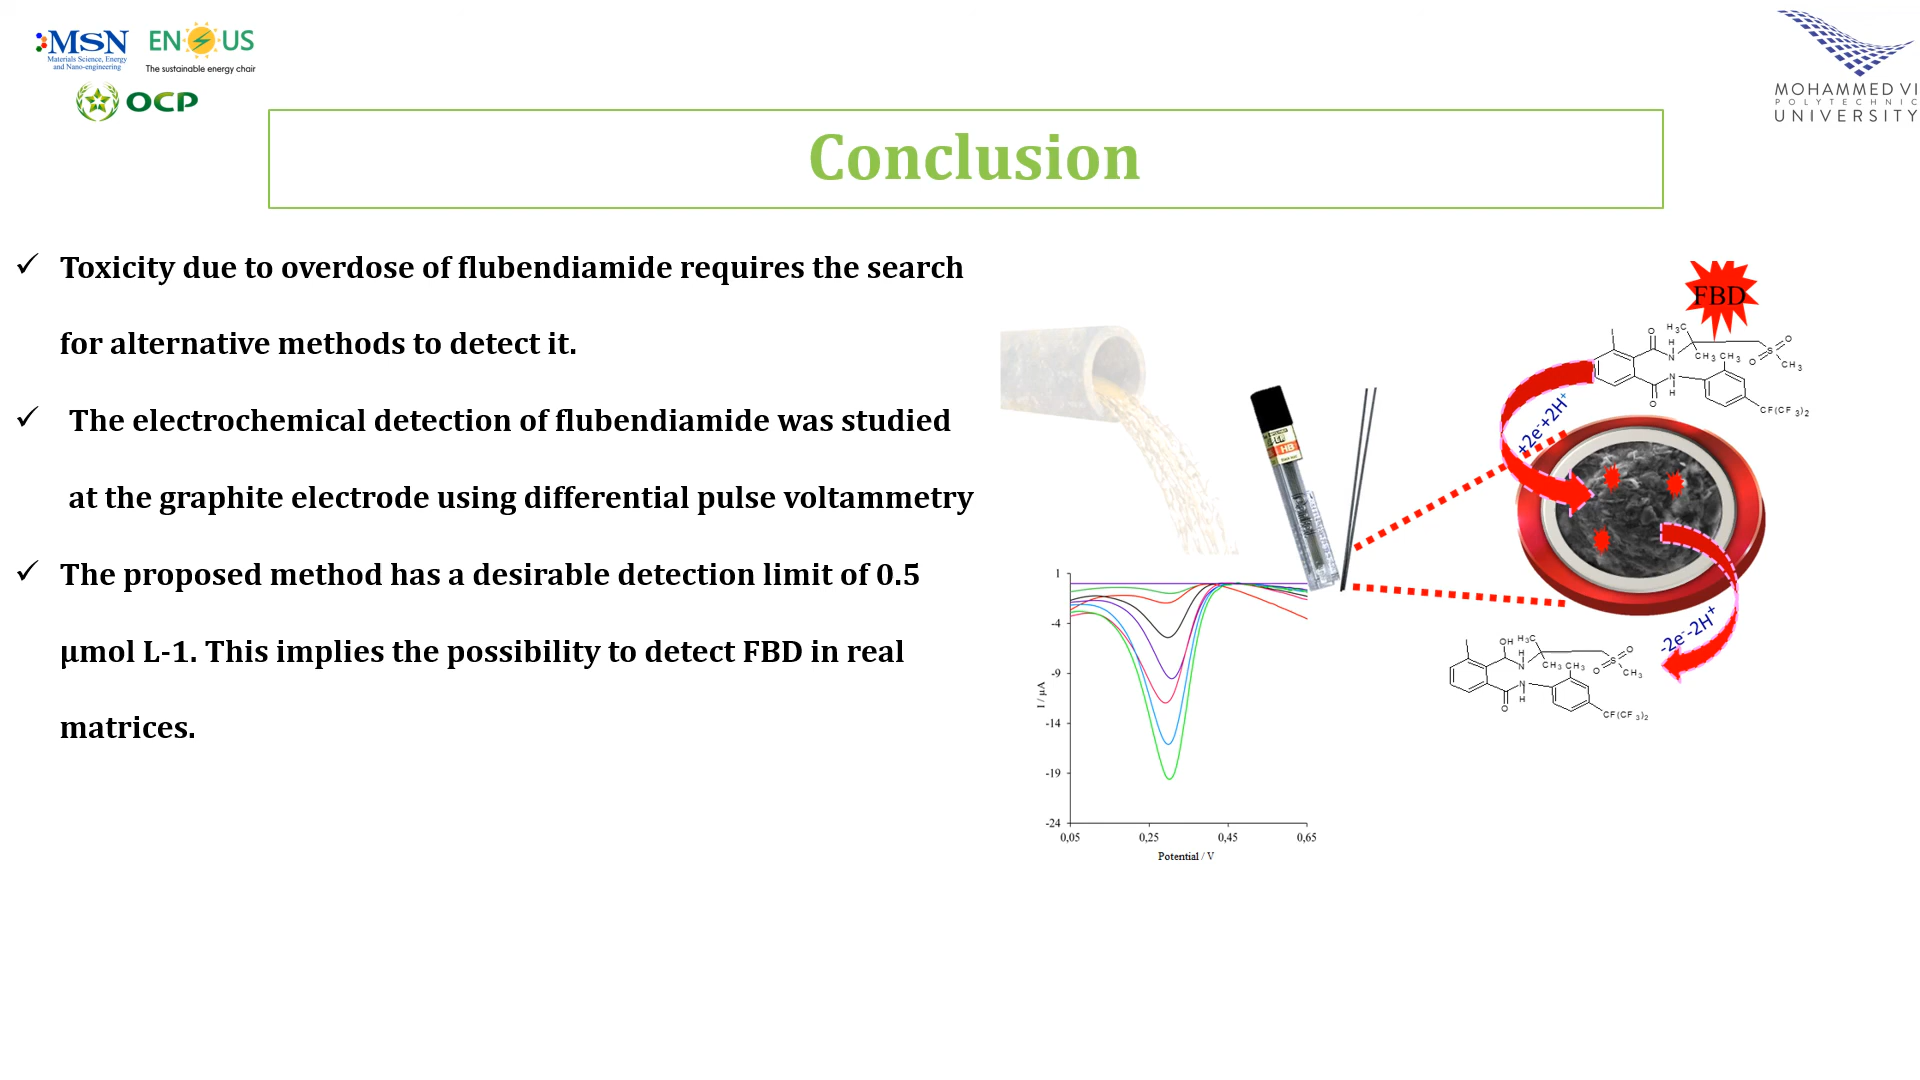 MSN
Materials Science, Energy
and Nano-engineering
EN US
The sustainable energy chair
OCP
MOHAMMED VI
POLYTECHNIC
UNIVERSITY
Conclusion
✓ Toxicity due to overdose of flubendiamide requires the search
for alternative methods to detect it.
✓ The electrochemical detection of flubendiamide was studied
at the graphite electrode using differential pulse voltammetry
✓ The proposed method has a desirable detection limit of 0.5
µmol L-1. This implies the possibility to detect FBD in real
matrices.
FBD
I
O
H3C
H
N
CH3 CH3
O
S
O
CH3
N
H
O
CF(CF3)2
+2e-+2H+
HB
-2e--2H+
I
OH H3C
H
N
CH3 CH3
O
S
O
CH3
N
H
O
CF(CF3)2
1
-4
-9
-14
-19
-24
I / µA
0,05 0,25 0,45 0,65
Potential / V